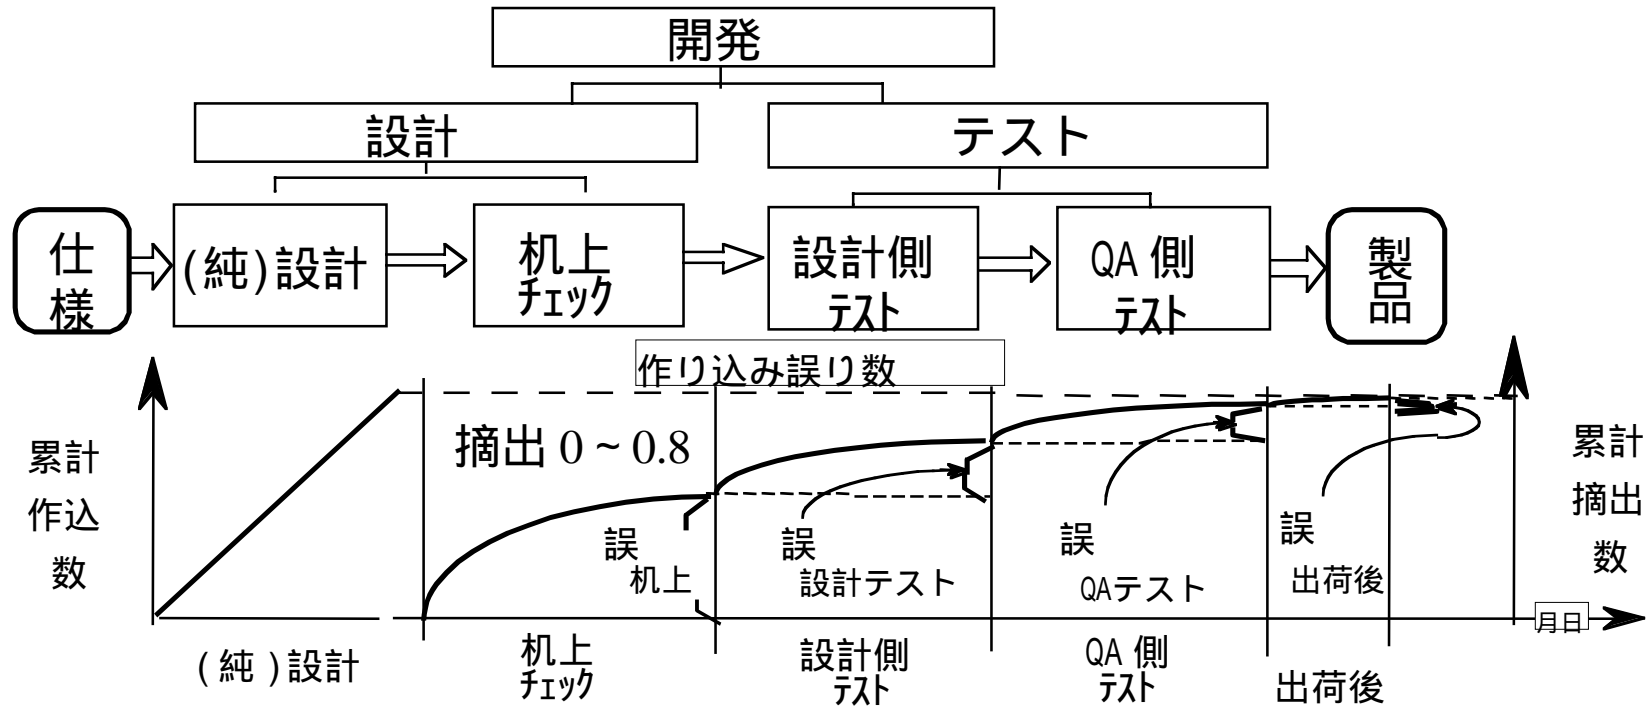 開発
設計
テスト
仕
様
(純)設計
机上
ﾁｪｯｸ
設計側
ﾃｽﾄ
QA 側
ﾃｽﾄ
製
品
作り込み誤り数
累計
作込
数
摘出 0 ~ 0.8
誤
机上
誤
設計テスト
誤
QAテスト
誤
出荷後
累計
摘出
数
月日
( 純 ) 設計
机上
ﾁｪｯｸ
設計側
ﾃｽﾄ
QA 側
ﾃｽﾄ
出荷後